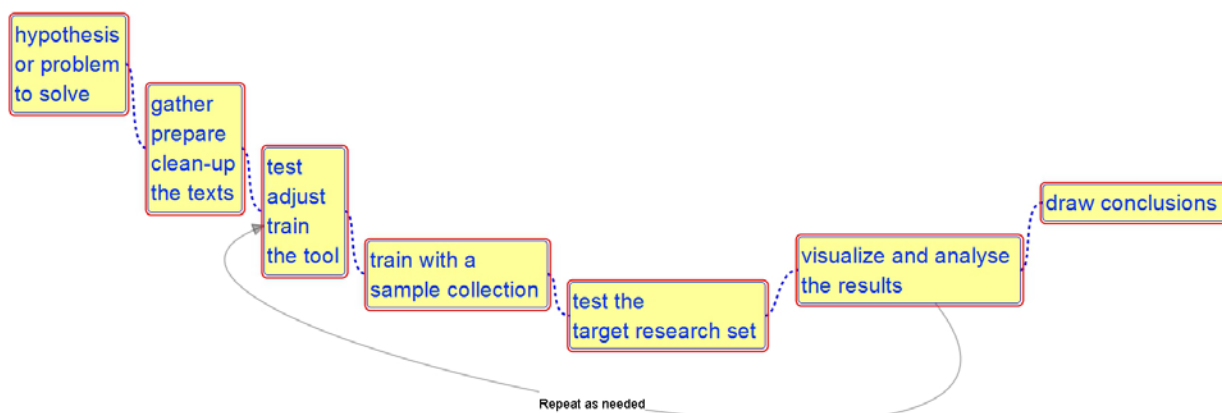 hypothesis
or problem
to solve
gather
prepare
clean-up
the texts
test
adjust
train
the tool
train with a
sample collection
test the
target research set
visualize and analyse
the results
draw conclusions
Repeat as needed